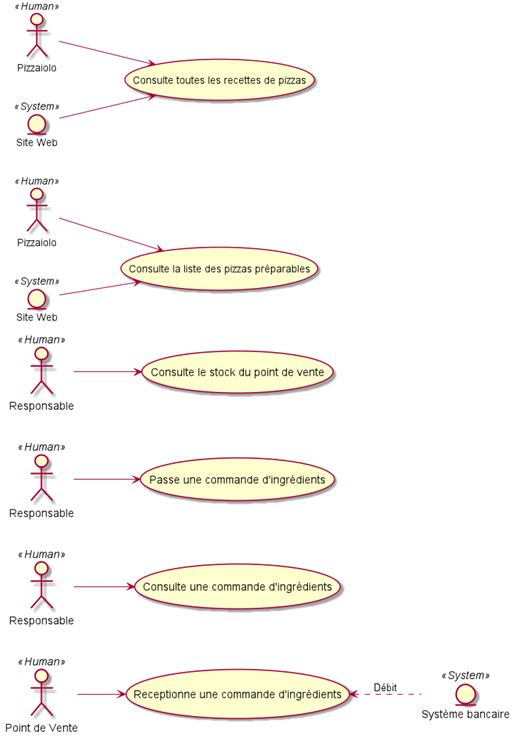 «Human»
Pizzaiolo
Consulte toutes les recettes de pizzas
«System»
Site Web
«Human»
Pizzaiolo
Consulte la liste des pizzas préparables
«System»
Site Web
«Human»
Consulte le stock du point de vente
Responsable
«Human»
Passe une commande d'ingrédients
Responsable
«Human»
Consulte une commande d'ingrédients
Responsable
«Human»
Receptionne une commande d'ingrédients
Point de Vente
Débit
«System»
Système bancaire